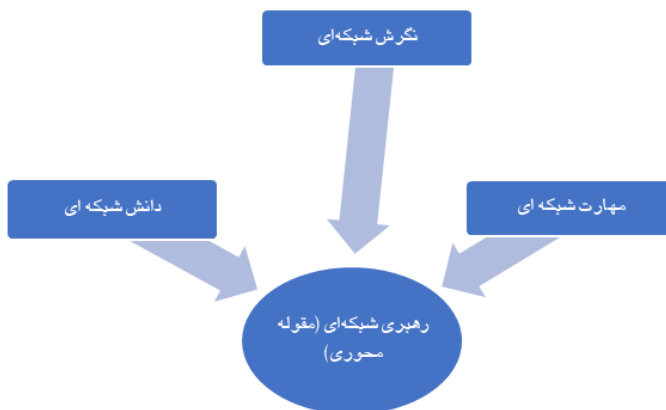 نگرش شبکه‌ای
مهارت شبکه ای
دانش شبکه ای
رهبری شبکه‌ای (مقوله
محوری)